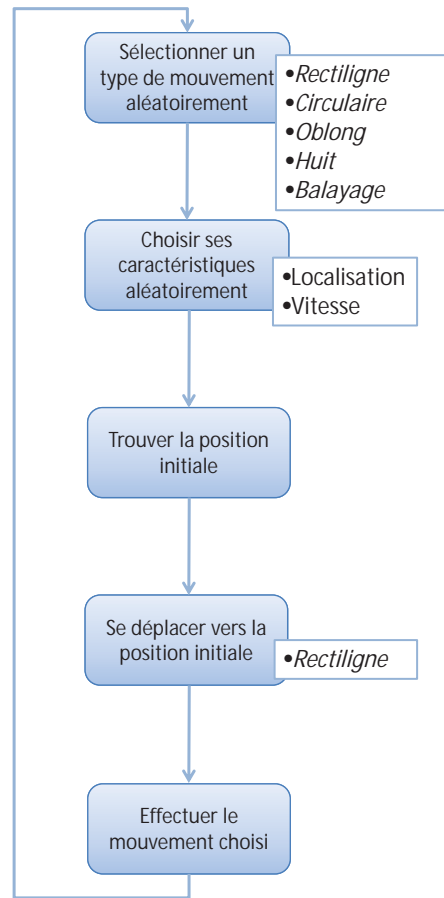 Sélectionner un
type de mouvement
aléatoirement
•Rectiligne
•Circulaire
•Oblong
•Huit
•Balayage
Choisir ses
caractéristiques
aléatoirement
•Localisation
•Vitesse
Trouver la position
initiale
Se déplacer vers la
position initiale
•Rectiligne
Effectuer le
mouvement choisi